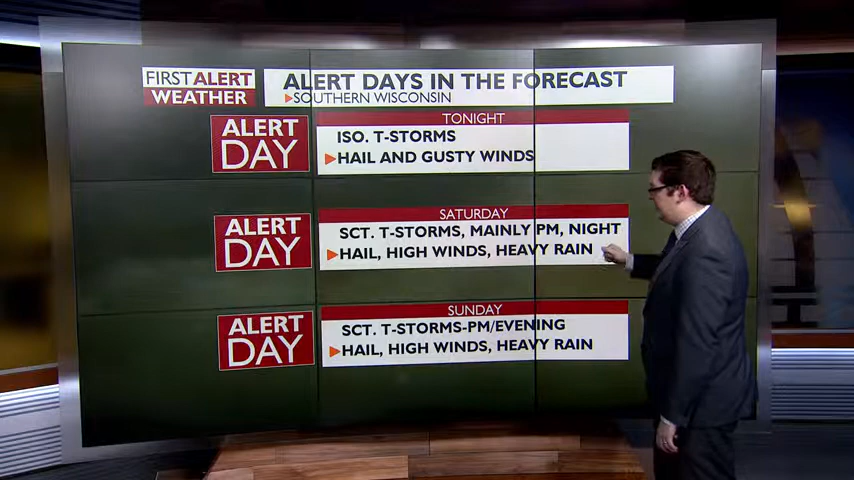 FIRST ALERT
WEATHER
ALERT DAYS IN THE FORECAST
SOUTHERN WISCONSIN
ALERT
DAY
TONIGHT
ISO. T-STORMS
HAIL AND GUSTY WINDS
ALERT
DAY
SATURDAY
SCT. T-STORMS, MAINLY PM, NIGHT
HAIL, HIGH WINDS, HEAVY RAIN
ALERT
DAY
SUNDAY
SCT. T-STORMS-PM/EVENING
HAIL, HIGH WINDS, HEAVY RAIN